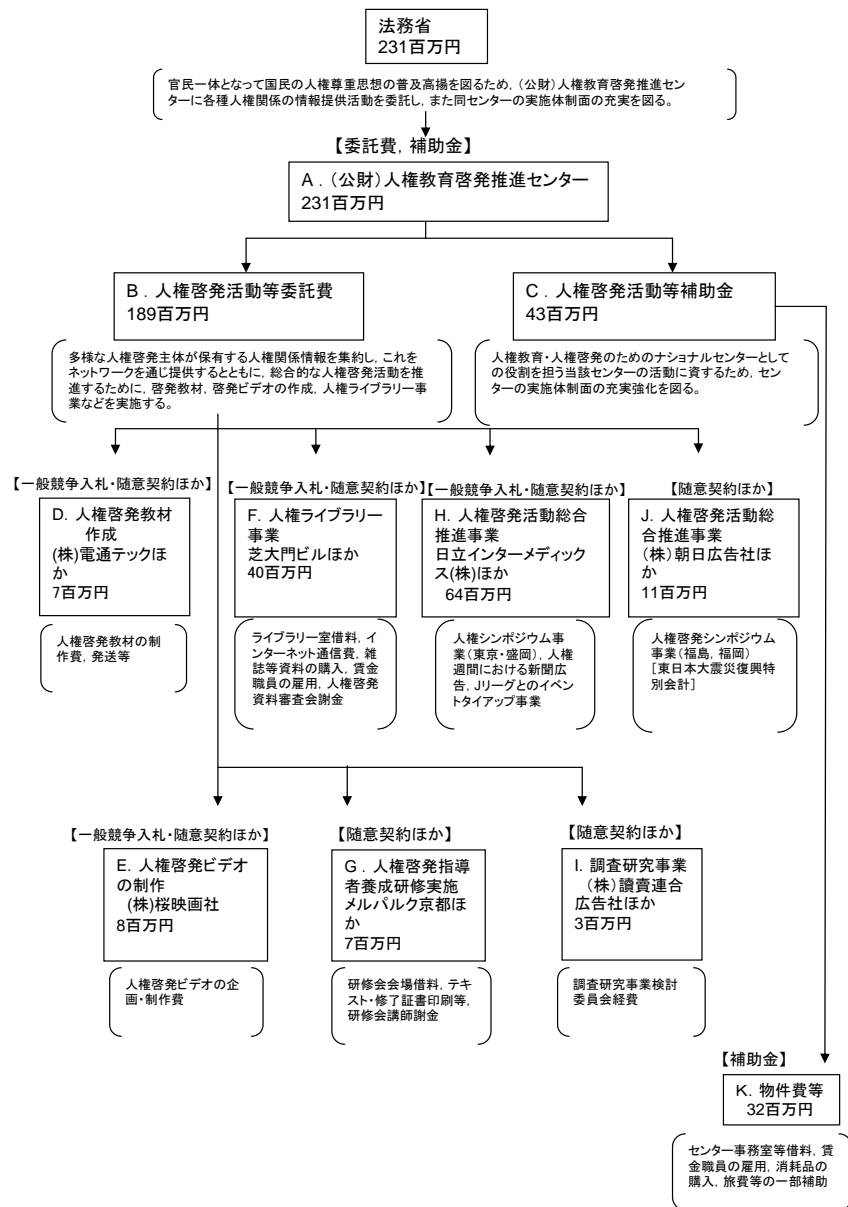 法務省
231百万円
官民一体となって国民の人権尊重思想の普及高揚を図るため，（公財）人権教育啓発推進セン
ターに各種人権関係の情報提供活動を委託し，また同センターの実施体制面の充実を図る。
【委託費，補助金】
A．（公財）人権教育啓発推進センター
231百万円
B．人権啓発活動等委託費
189百万円
C．人権啓発活動等補助金
43百万円
多様な人権啓発主体が保有する人権関係情報を集約し，これを
ネットワークを通じ提供するとともに，総合的な人権啓発活動を推
進するために，啓発教材，啓発ビデオの作成，人権ライブラリー事
業などを実施する。
人権教育・人権啓発のためのナショナルセンターとして
の役割を担う当該センターの活動に資するため，セン
ターの実施体制面の充実強化を図る。
【一般競争入札・随意契約ほか】
D．人権啓発教材
作成
(株)電通テックほ
か
7百万円
人権啓発教材の制
作費，発送等
【一般競争入札・随意契約ほか】
F．人権ライブラリー
事業
芝大門ビルほか
40百万円
ライブラリー室借料，イ
ンターネット通信費，雑
誌等資料の購入，賃金
職員の雇用，人権啓発
資料審査会謝金
【一般競争入札・随意契約ほか】
H．人権啓発活動総合
推進事業
日立インターメディック
ス(株)ほか
64百万円
人権シンポジウム事
業（東京・盛岡），人権
週間における新聞広
告，Jリーグとのイベン
トタイアップ事業
【随意契約ほか】
J．人権啓発活動総
合推進事業
（株）朝日広告社ほ
か
11百万円
人権啓発シンポジウム
事業（福島，福岡）
［東日本大震災復興特
別会計］
【一般競争入札・随意契約ほか】
E．人権啓発ビデオ
の制作
(株)桜映画社
8百万円
人権啓発ビデオの企
画・制作費
【随意契約ほか】
G．人権啓発指導
者養成研修実施
メルパルク京都ほ
か
7百万円
研修会会場借料，テキ
スト・修了証書印刷等，
研修会講師謝金
【随意契約ほか】
I．調査研究事業
（株）讀賣連合
広告社ほか
3百万円
調査研究事業検討
委員会経費
【補助金】
K．物件費等
32百万円
センター事務室等借料，賃
金職員の雇用，消耗品の
購入，旅費等の一部補助